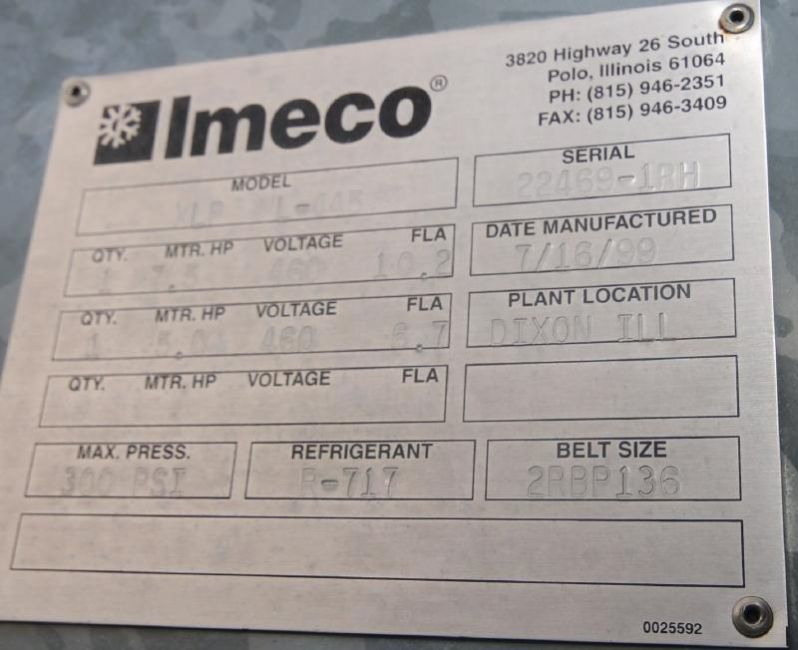 3820 Highway 26 South
Polo, Illinois 61064
PH: (815) 946-2351
FAX: (815) 946-3409
Imeco®
MODEL
SERIAL
22469-1RH
QTY. MTR. HP VOLTAGE FLA
1 460 10.2
DATE MANUFACTURED
7/16/99
QTY. MTR. HP VOLTAGE FLA
1 5.0 460 6.7
PLANT LOCATION
DIXON ILL
QTY. MTR. HP VOLTAGE FLA
MAX. PRESS.
300 PSI
REFRIGERANT
R-717
BELT SIZE
2RBP136
0025592